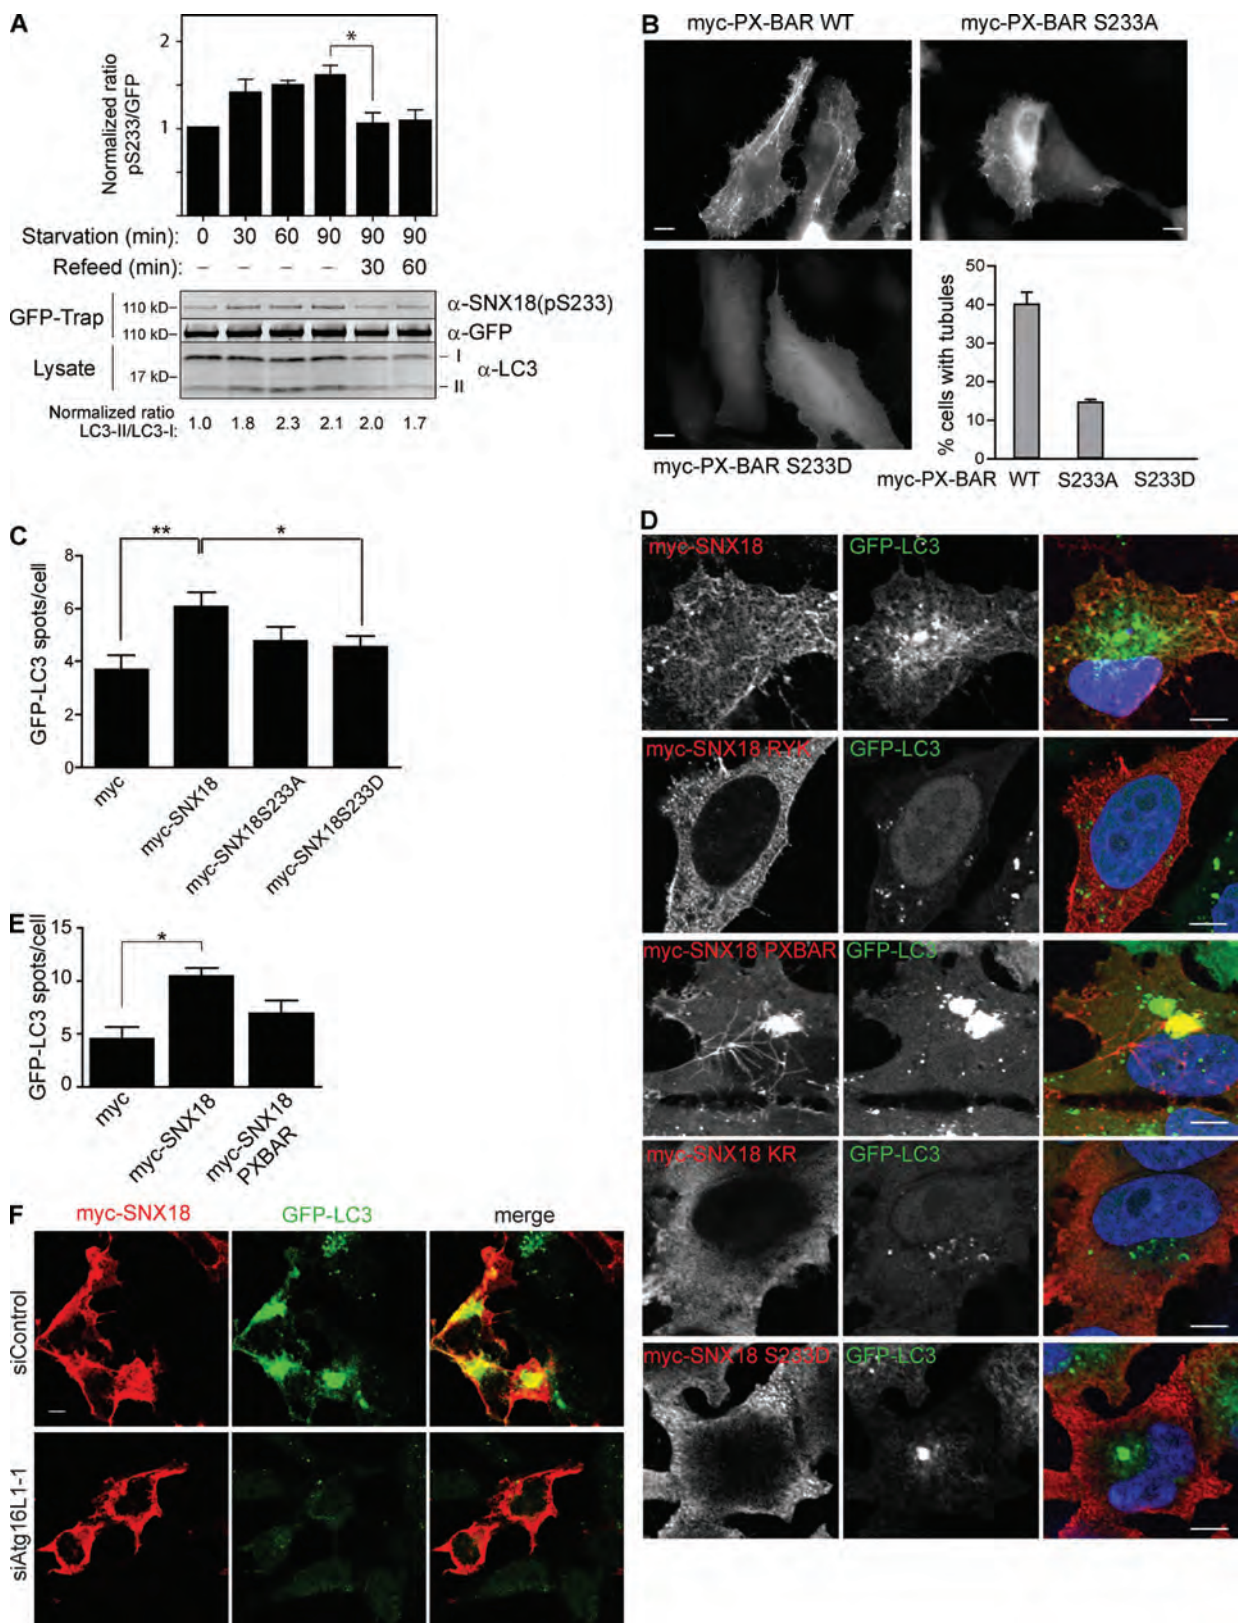 A
Normalized ratio
pS233/GFP
2
1
*
Starvation (min): 0 30 60 90 90 90
Refeed (min): – – – – 30 60
GFP-Trap
110 kD–
α-SNX18(pS233)
110 kD–
α-GFP
Lysate
17 kD–
– I
– II
α-LC3
Normalized ratio
LC3-II/LC3-I: 1.0 1.8 2.3 2.1 2.0 1.7
B
myc-PX-BAR WT
myc-PX-BAR S233A
myc-PX-BAR S233D
% cells with tubules
50
40
30
20
10
0
myc-PX-BAR WT S233A S233D
C
GFP-LC3 spots/cell
8
6
4
2
0
**
*
myc
myc-SNX18
myc-SNX18S233A
myc-SNX18S233D
D
myc-SNX18 GFP-LC3
myc-SNX18 RYK GFP-LC3
myc-SNX18 PXBAR GFP-LC3
myc-SNX18 KR GFP-LC3
myc-SNX18 S233D GFP-LC3
E
GFP-LC3 spots/cell
15
10
5
0
*
myc
myc-SNX18
myc-SNX18
PXBAR
F
myc-SNX18 GFP-LC3 merge
siControl
siAtg16L1-1